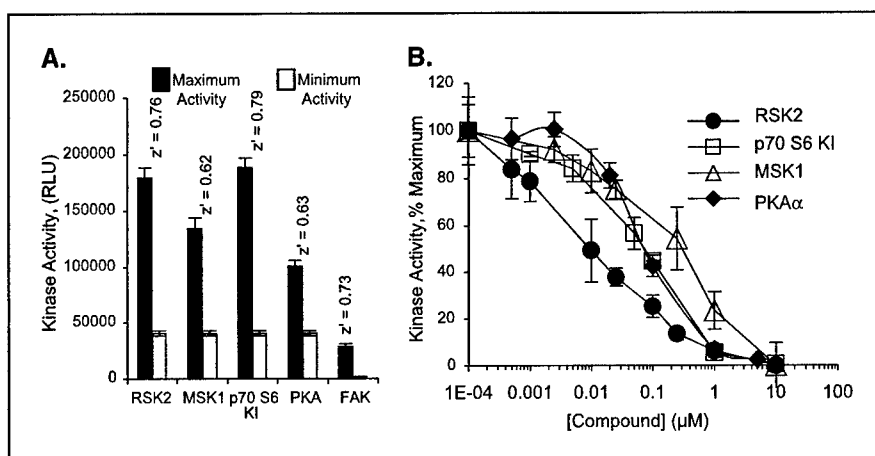 A.
Maximum Activity
Minimum Activity
Kinase Activity, (RLU)
250000
200000
150000
100000
50000
0
z' = 0.76
z' = 0.62
z' = 0.79
z' = 0.63
z' = 0.73
RSK2
MSK1
p70 S6 KI
PKA
FAK
B.
Kinase Activity,% Maximum
120
100
80
60
40
20
0
1E-04
0.001
0.01
0.1
1
10
100
[Compound] (µM)
RSK2
p70 S6 KI
MSK1
PKAα